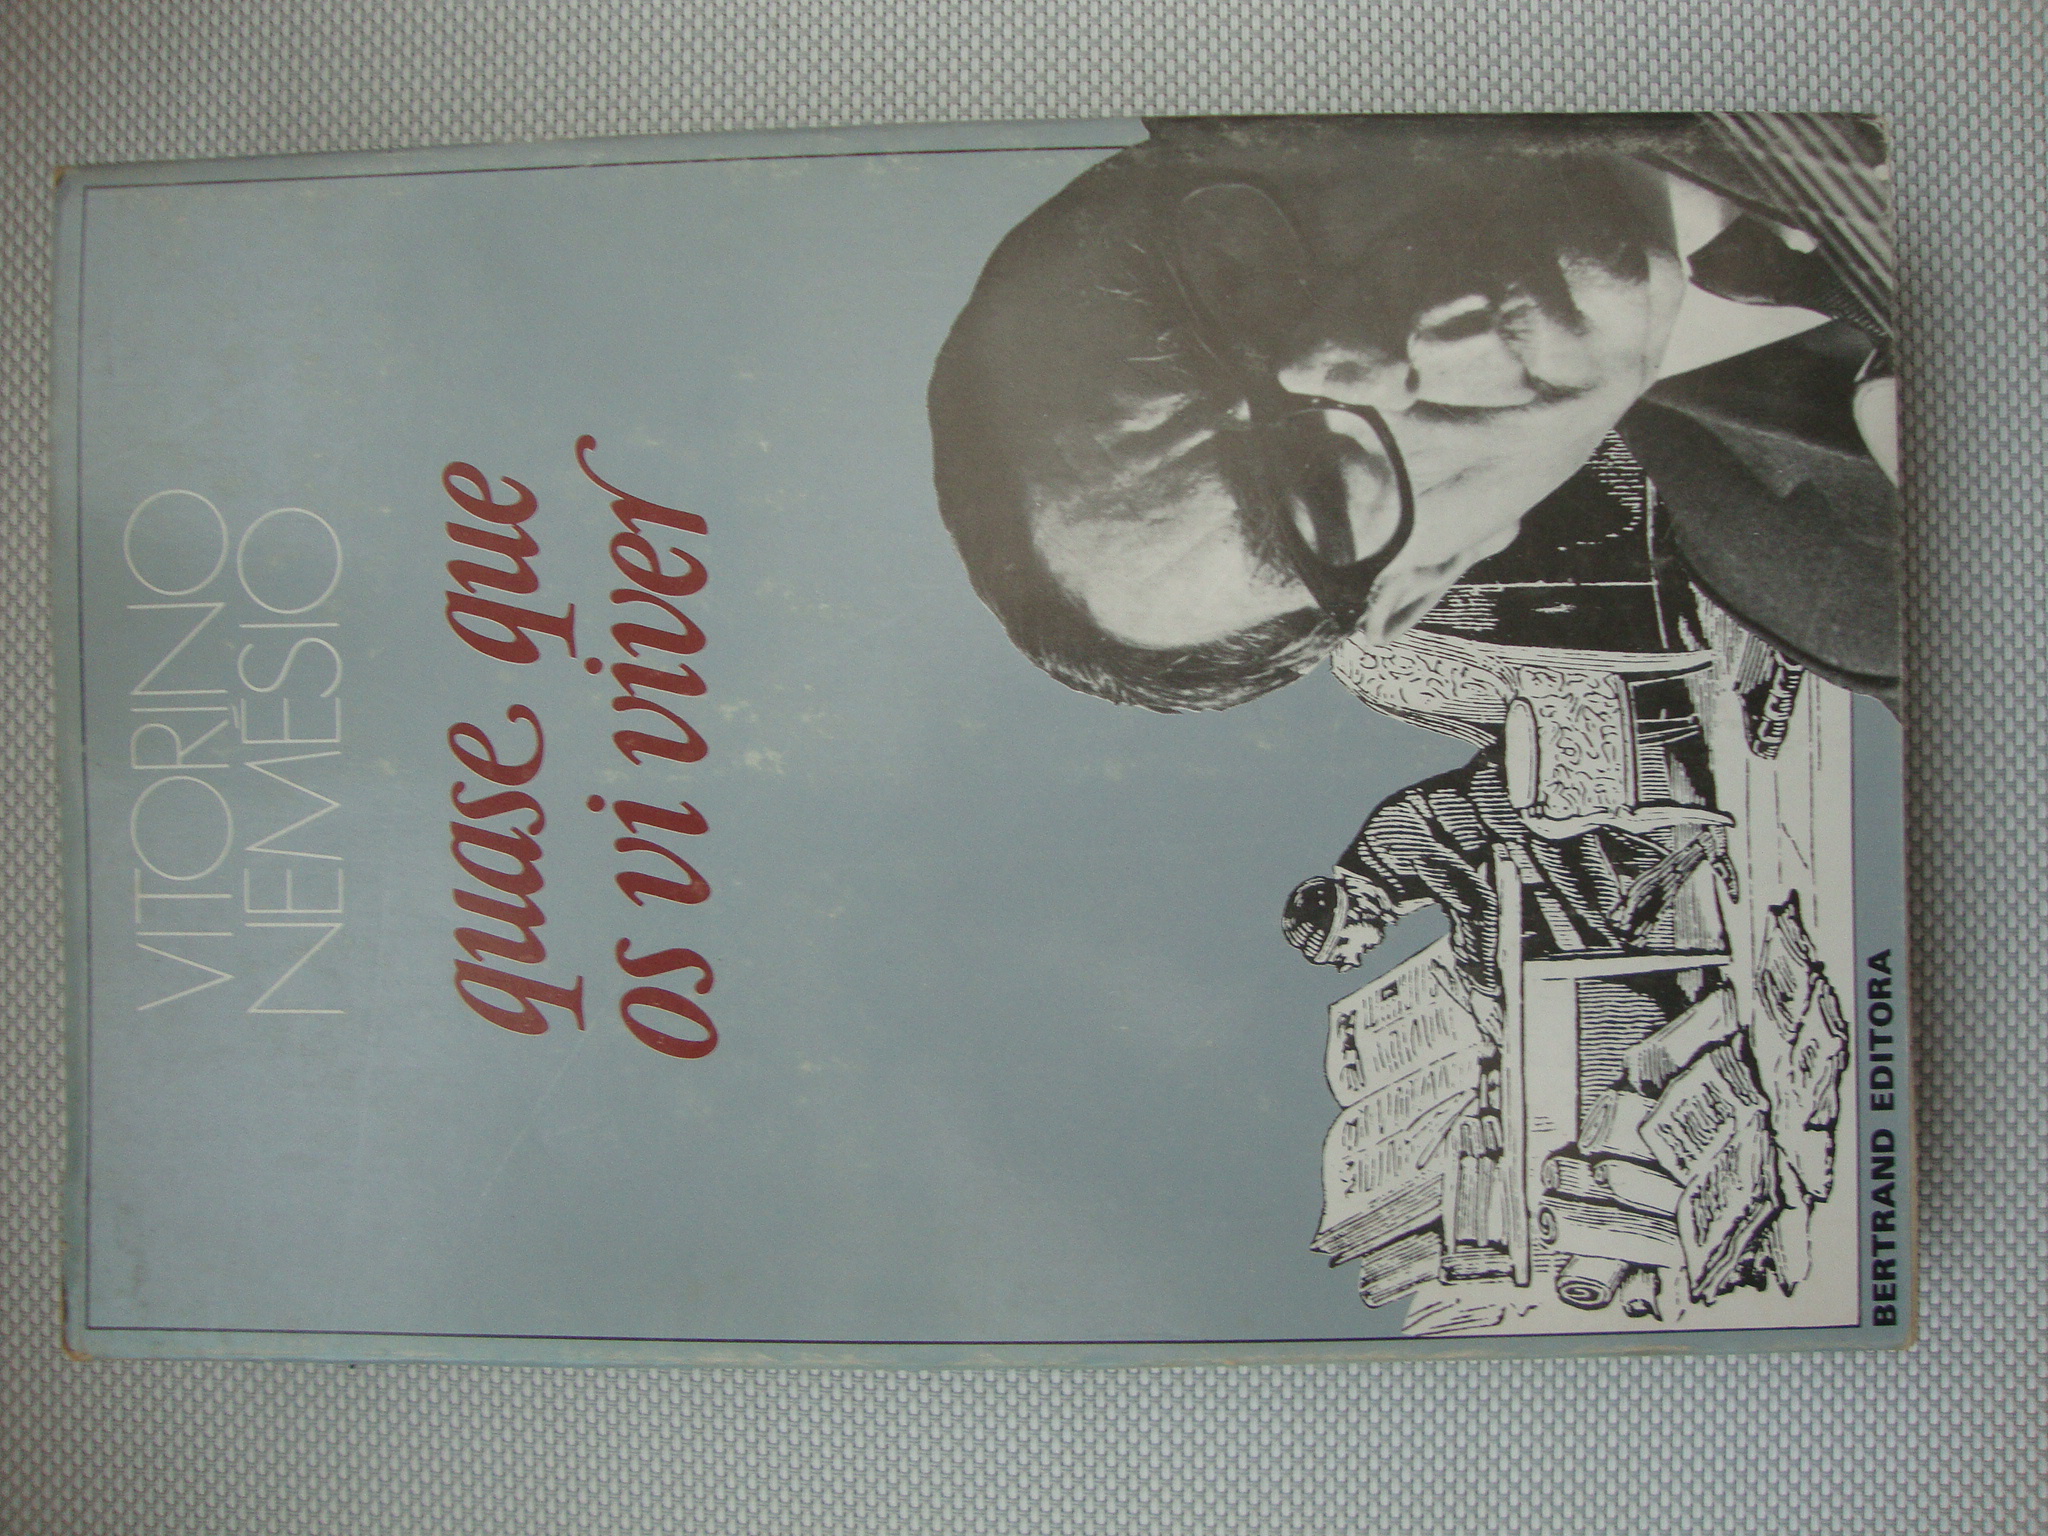 VITORINO
NEMÉSIO
quase que
os vi viver
BERTRAND EDITORA